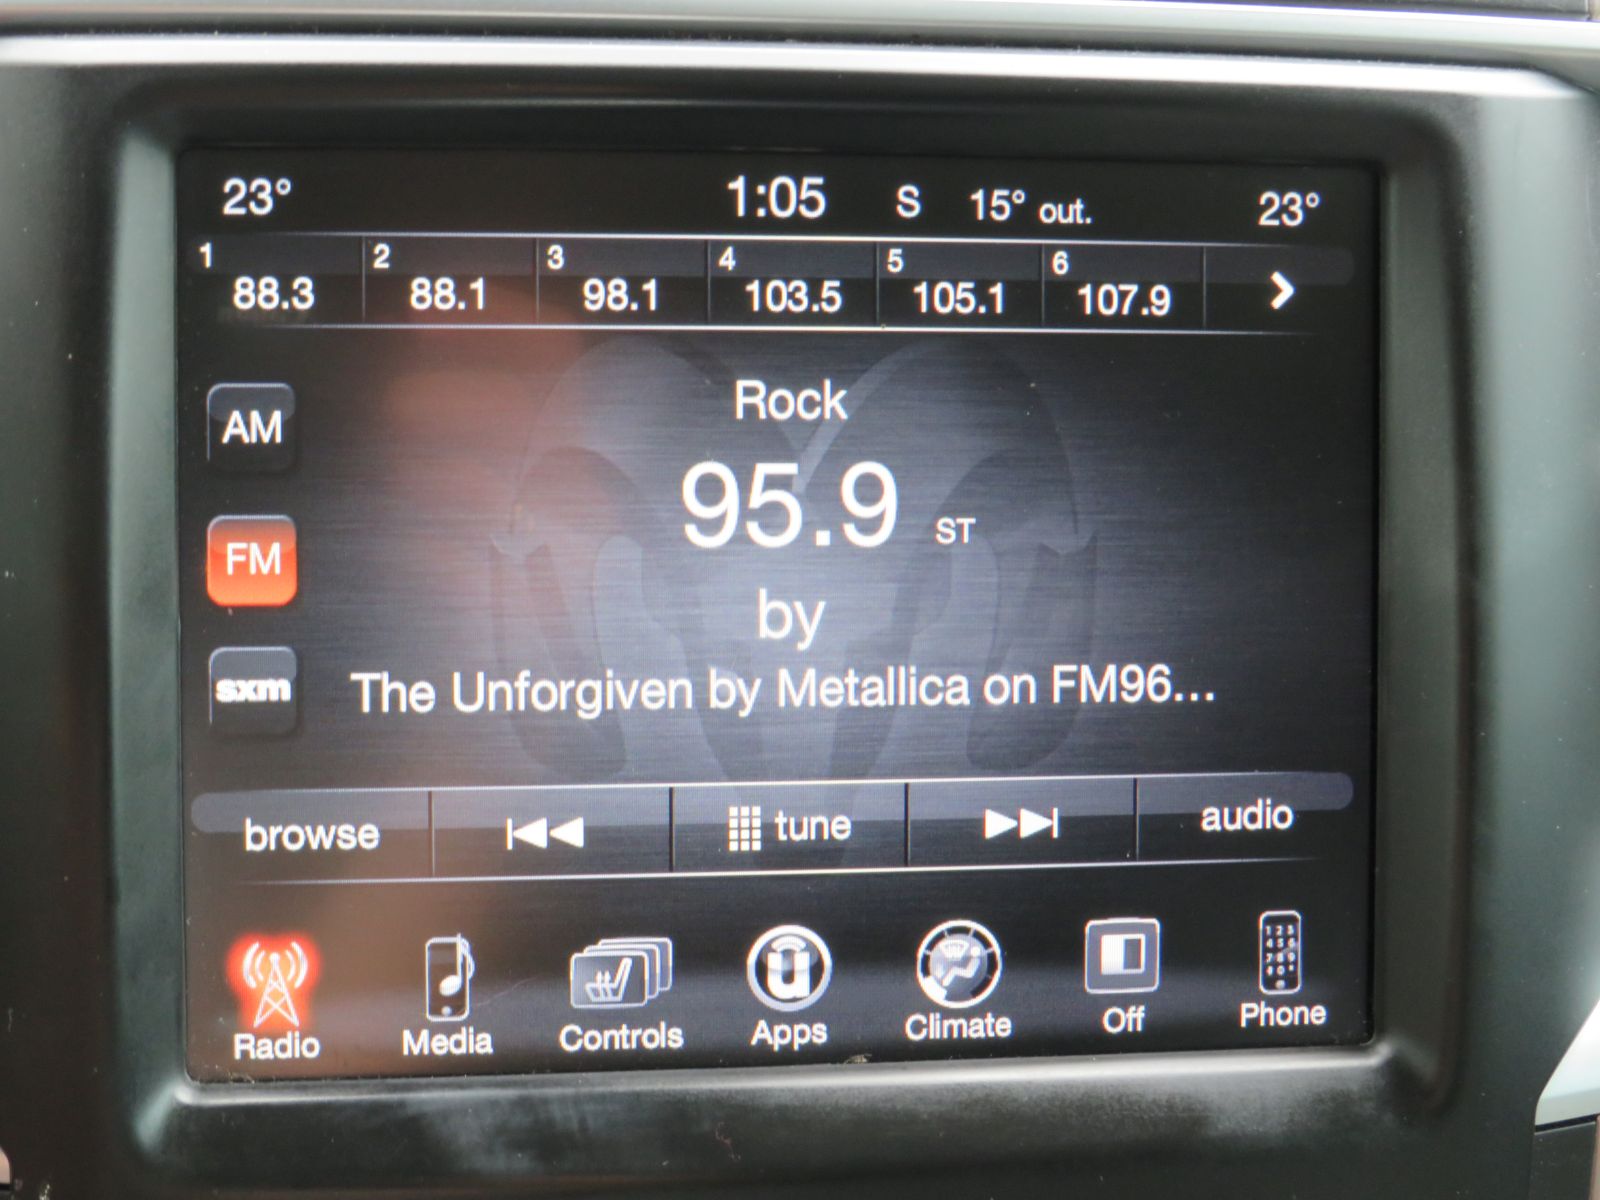 23° 1:05 S 15° out. 23°
1 2 3 4 5 6
88.3 88.1 98.1 103.5 105.1 107.9
AM
Rock
95.9 ST
FM
by
sxm
The Unforgiven by Metallica on FM96...
browse tune audio
Radio Media Controls Apps Climate Off Phone